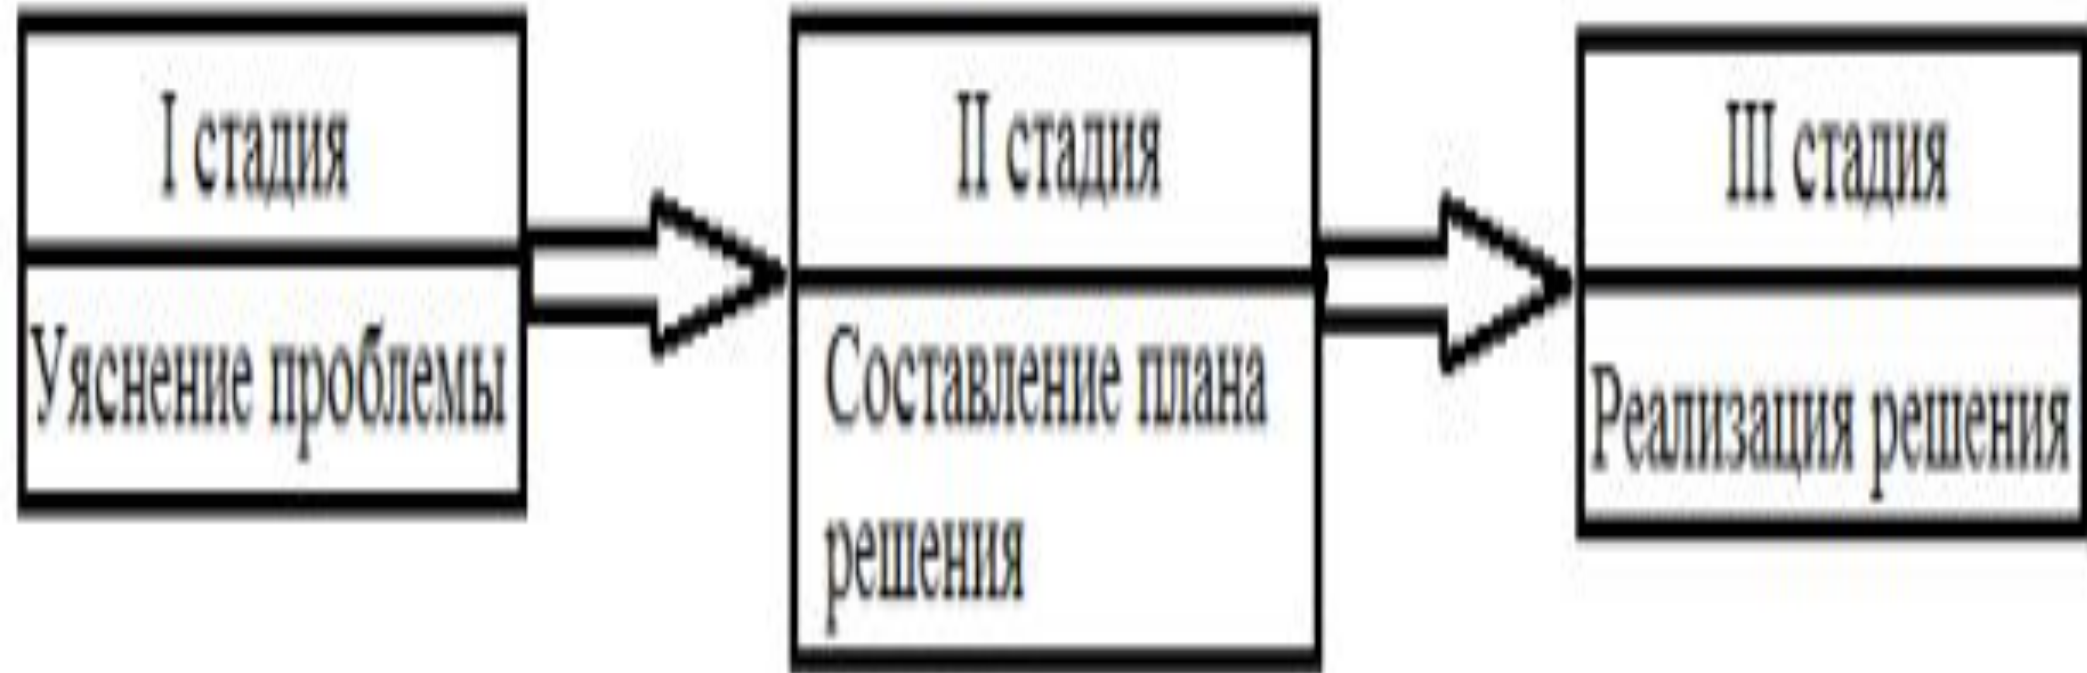 I стадия
Уяснение проблемы
II стадия
Составление плана
решения
III стадия
Реализация решения